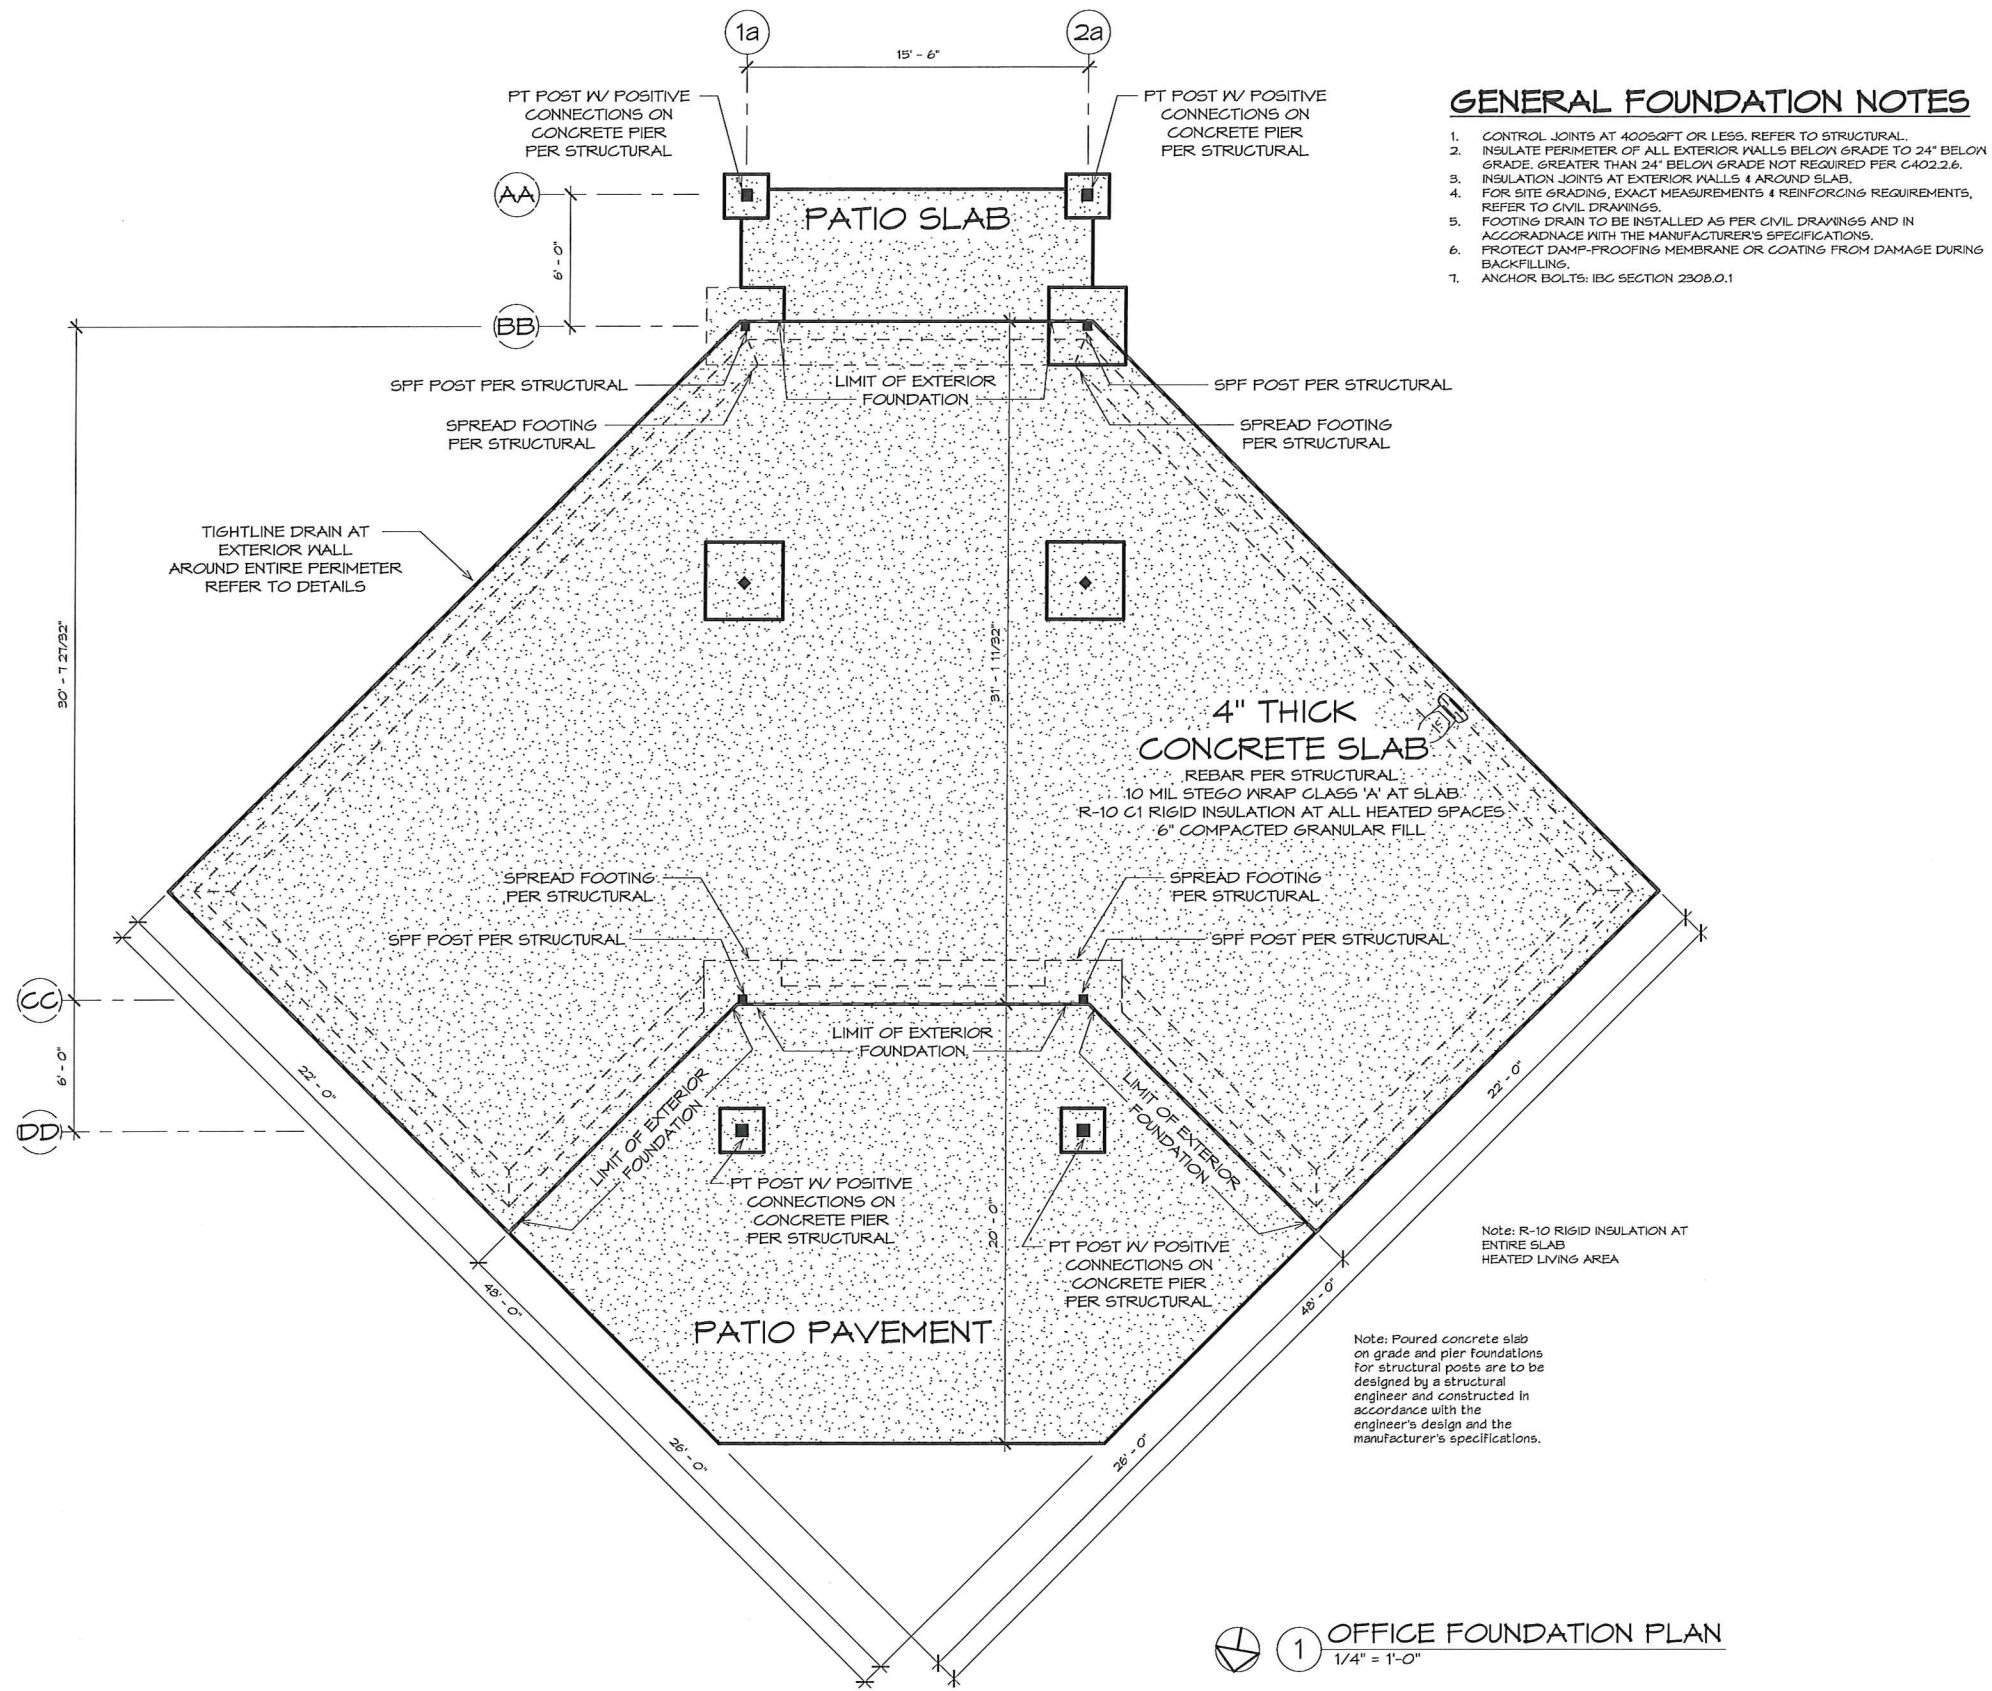 1a
2a
15' - 6"
PT POST W/ POSITIVE
CONNECTIONS ON
CONCRETE PIER
PER STRUCTURAL
PT POST W/ POSITIVE
CONNECTIONS ON
CONCRETE PIER
PER STRUCTURAL
GENERAL FOUNDATION NOTES
1. CONTROL JOINTS AT 400SQFT OR LESS. REFER TO STRUCTURAL.
2. INSULATE PERIMETER OF ALL EXTERIOR WALLS BELOW GRADE TO 24" BELOW
GRADE. GREATER THAN 24" BELOW GRADE NOT REQUIRED PER C402.2.6.
3. INSULATION JOINTS AT EXTERIOR WALLS & AROUND SLAB.
4. FOR SITE GRADING, EXACT MEASUREMENTS & REINFORCING REQUIREMENTS,
REFER TO CIVIL DRAWINGS.
5. FOOTING DRAIN TO BE INSTALLED AS PER CIVIL DRAWINGS AND IN
ACCORADNACE WITH THE MANUFACTURER'S SPECIFICATIONS.
6. PROTECT DAMP-PROOFING MEMBRANE OR COATING FROM DAMAGE DURING
BACKFILLING.
7. ANCHOR BOLTS: IBC SECTION 2308.0.1
AA
PATIO SLAB
6' - 0"
BB
SPF POST PER STRUCTURAL
LIMIT OF EXTERIOR
FOUNDATION
SPF POST PER STRUCTURAL
SPREAD FOOTING
PER STRUCTURAL
SPREAD FOOTING
PER STRUCTURAL
TIGHTLINE DRAIN AT
EXTERIOR WALL
AROUND ENTIRE PERIMETER
REFER TO DETAILS
30' - 7 27/32"
31' 1 11/32"
4" THICK
CONCRETE SLAB
REBAR PER STRUCTURAL
10 MIL STEGO WRAP CLASS 'A' AT SLAB
R-10 C1 RIGID INSULATION AT ALL HEATED SPACES
6" COMPACTED GRANULAR FILL
SPREAD FOOTING
PER STRUCTURAL
SPREAD FOOTING
PER STRUCTURAL
SPF POST PER STRUCTURAL
SPF POST PER STRUCTURAL
CC
LIMIT OF EXTERIOR
FOUNDATION
6' - 0"
22' - 0"
LIMIT OF EXTERIOR
FOUNDATION
LIMIT OF EXTERIOR
FOUNDATION
22' - 0"
DD
PT POST W/ POSITIVE
CONNECTIONS ON
CONCRETE PIER
PER STRUCTURAL
20' - 0"
PT POST W/ POSITIVE
CONNECTIONS ON
CONCRETE PIER
PER STRUCTURAL
Note: R-10 RIGID INSULATION AT
ENTIRE SLAB
HEATED LIVING AREA
48' - 0"
48' - 0"
PATIO PAVEMENT
Note: Poured concrete slab
on grade and pier foundations
for structural posts are to be
designed by a structural
engineer and constructed in
accordance with the
engineer's design and the
manufacturer's specifications.
26' - 0"
26' - 0"
1
OFFICE FOUNDATION PLAN
1/4" = 1'-0"